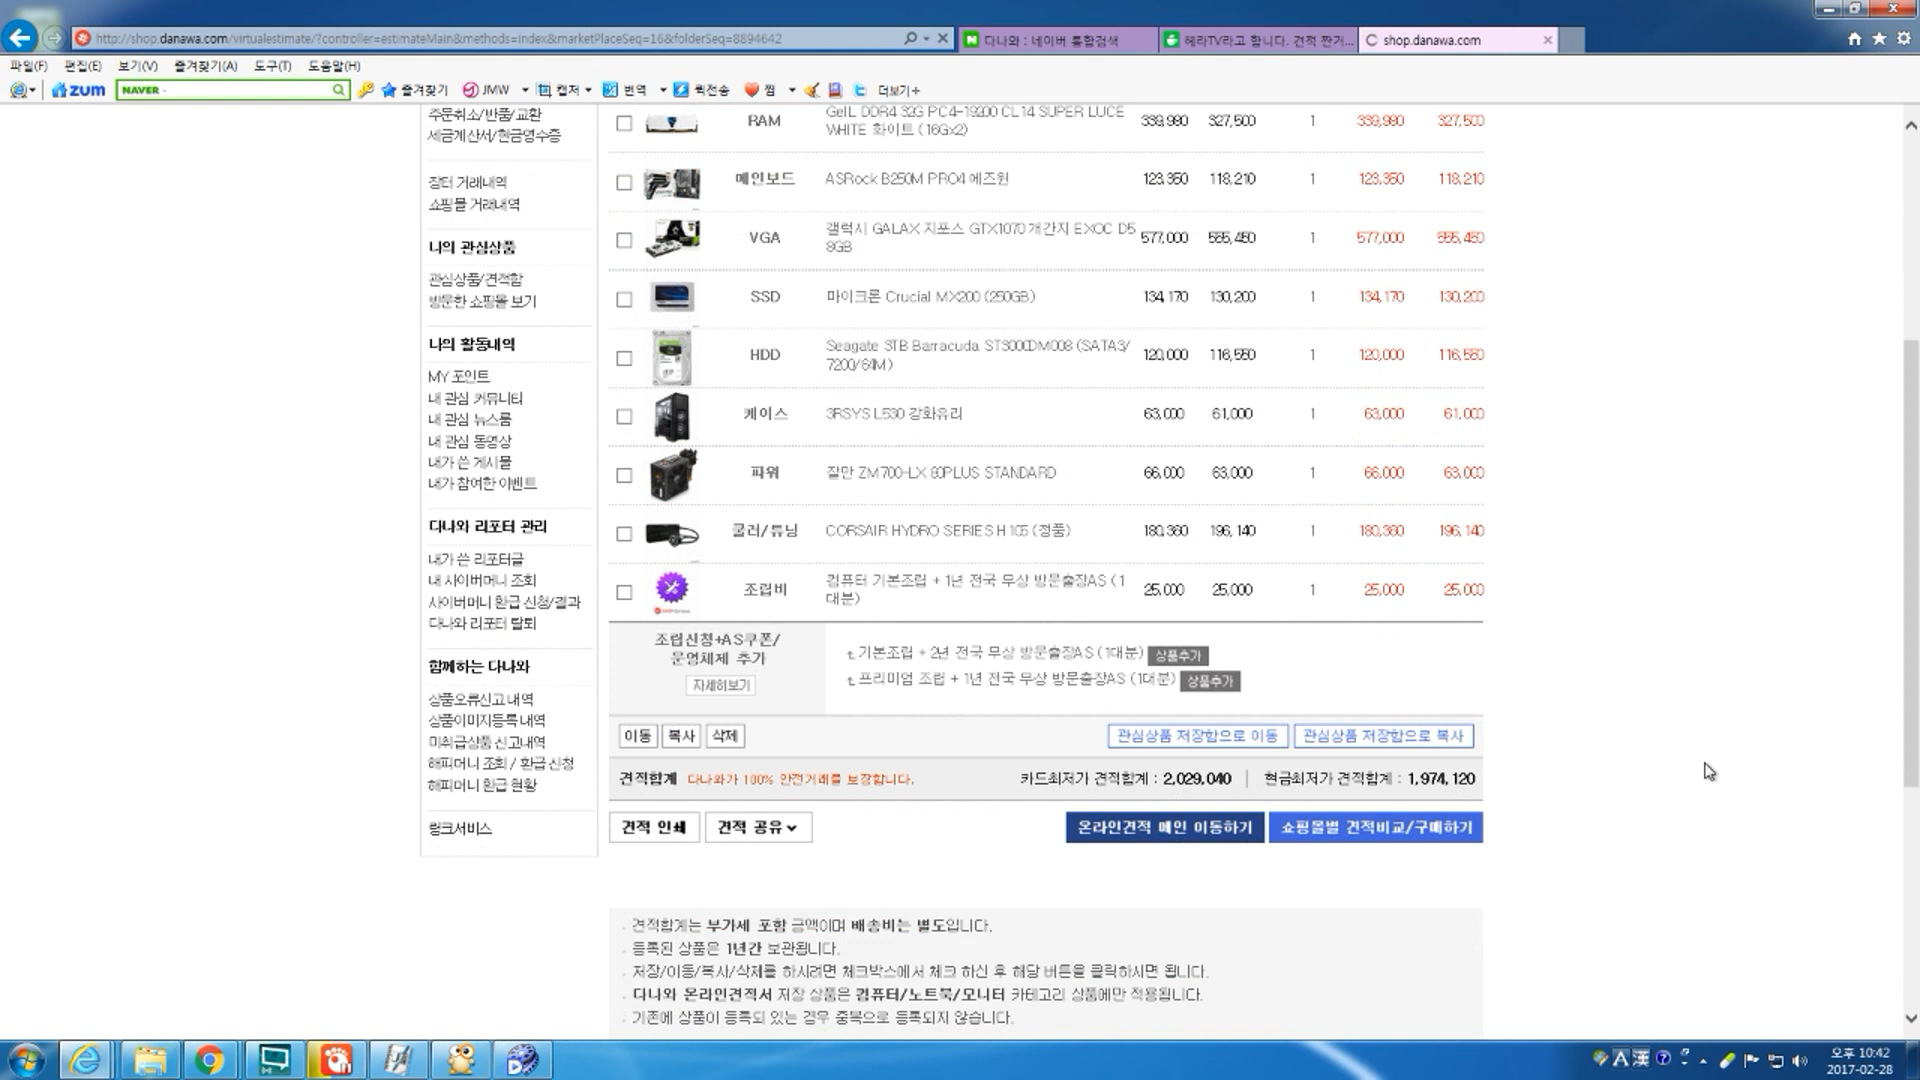 http://shop.danawa.com/virtualestimate/?controller=estimateMain&methods=index&marketPlaceSeq=16&folderSeq=8894642
다나와 : 네이버 통합검색
헤라TV라고 합니다. 견적 짠거...
shop.danawa.com
파일(F) 편집(E) 보기(V) 즐겨찾기(A) 도구(T) 도움말(H)
zum NAVER 즐겨찾기 JMW 캡처 번역 퀵전송 찜 더보기+
주문취소/반품/교환
세금계산서/현금영수증
장터 거래내역
쇼핑몰 거래내역
나의 관심상품
관심상품/견적함
방문한 쇼핑몰 보기
나의 활동내역
MY 포인트
내 관심 커뮤니티
내 관심 뉴스룸
내 관심 동영상
내가 쓴 게시물
내가 참여한 이벤트
다나와 리포터 관리
내가 쓴 리포터글
내 사이버머니 조회
사이버머니 환급 신청/결과
다나와 리포터 탈퇴
함께하는 다나와
상품오류신고 내역
상품이미지등록 내역
미취급상품 신고내역
해피머니 조회 / 환급 신청
해피머니 환급 현황
링크서비스
RAM GeIL DDR4 32G PC4-19200 CL14 SUPER LUCE WHITE 화이트 (16Gx2) 339,980 327,500 1 339,980 327,500
메인보드 ASRock B250M PRO4 에즈윈 123,350 118,210 1 123,350 118,210
VGA 갤럭시 GALAX 지포스 GTX1070 개간지 EXOC D5 8GB 577,000 555,450 1 577,000 555,450
SSD 마이크론 Crucial MX200 (250GB) 134,170 130,200 1 134,170 130,200
HDD Seagate 3TB Barracuda ST3000DM008 (SATA3/7200/64M) 120,000 116,550 1 120,000 116,550
케이스 3RSYS L530 강화유리 63,000 61,000 1 63,000 61,000
파워 잘만 ZM700-LX 80PLUS STANDARD 66,000 63,000 1 66,000 63,000
쿨러/튜닝 CORSAIR HYDRO SERIES H105 (정품) 180,360 196,140 1 180,360 196,140
조립비 컴퓨터 기본조립 + 1년 전국 무상 방문출장AS (1대분) 25,000 25,000 1 25,000 25,000
조립신청+AS쿠폰/
운영체제 추가
자세히보기
기본조립 + 2년 전국 무상 방문출장AS (1대분) 상품추가
프리미엄 조립 + 1년 전국 무상 방문출장AS (1대분) 상품추가
이동 복사 삭제 관심상품 저장함으로 이동 관심상품 저장함으로 복사
견적합계 다나와가 100% 안전거래를 보장합니다. 카드최저가 견적합계 : 2,029,040 | 현금최저가 견적합계 : 1,974,120
견적 인쇄 견적 공유 온라인견적 메인 이동하기 쇼핑몰별 견적비교/구매하기
견적합계는 부가세 포함 금액이며 배송비는 별도입니다.
등록된 상품은 1년간 보관됩니다.
저장/이동/복사/삭제를 하시려면 체크박스에서 체크 하신 후 해당 버튼을 클릭하시면 됩니다.
다나와 온라인견적서 저장 상품은 컴퓨터/노트북/모니터 카테고리 상품에만 적용됩니다.
기존에 상품이 등록되 있는 경우 중복으로 등록되지 않습니다.
A 漢
오후 10:42
2017-02-28